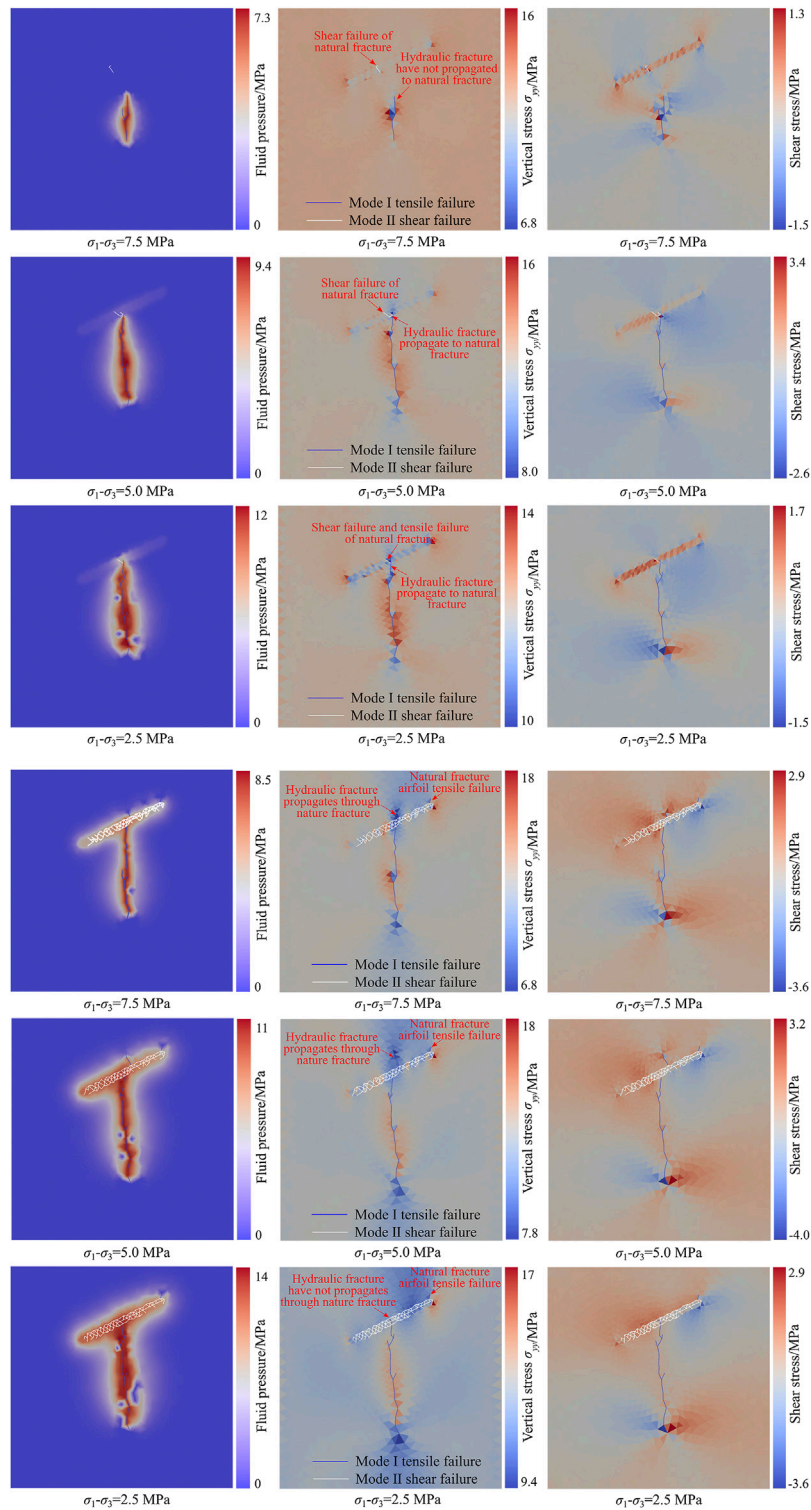 7.3
Fluid pressure/MPa
0
σ1-σ3=7.5 MPa
Shear failure of
natural fracture
Hydraulic fracture
have not propagated
to natural fracture
Mode I tensile failure
Mode II shear failure
16
Vertical stress σyy/MPa
6.8
σ1-σ3=7.5 MPa
1.3
Shear stress/MPa
-1.5
σ1-σ3=7.5 MPa
9.4
Fluid pressure/MPa
0
σ1-σ3=5.0 MPa
Shear failure of
natural fracture
Hydraulic fracture
propagate to natural
fracture
Mode I tensile failure
Mode II shear failure
16
Vertical stress σyy/MPa
8.0
σ1-σ3=5.0 MPa
3.4
Shear stress/MPa
-2.6
σ1-σ3=5.0 MPa
12
Fluid pressure/MPa
0
σ1-σ3=2.5 MPa
Shear failure and tensile failure
of natural fracture
Hydraulic fracture
propagate to natural
fracture
Mode I tensile failure
Mode II shear failure
14
Vertical stress σyy/MPa
10
σ1-σ3=2.5 MPa
1.7
Shear stress/MPa
-1.5
σ1-σ3=2.5 MPa
8.5
Fluid pressure/MPa
0
σ1-σ3=7.5 MPa
Hydraulic fracture
propagates through
nature fracture
Natural fracture
airfoil tensile failure
Mode I tensile failure
Mode II shear failure
18
Vertical stress σyy/MPa
6.8
σ1-σ3=7.5 MPa
2.9
Shear stress/MPa
-3.6
σ1-σ3=7.5 MPa
11
Fluid pressure/MPa
0
σ1-σ3=5.0 MPa
Hydraulic fracture
propagates through
nature fracture
Natural fracture
airfoil tensile failure
Mode I tensile failure
Mode II shear failure
18
Vertical stress σyy/MPa
7.8
σ1-σ3=5.0 MPa
3.2
Shear stress/MPa
-4.0
σ1-σ3=5.0 MPa
14
Fluid pressure/MPa
0
σ1-σ3=2.5 MPa
Hydraulic fracture
have not propagates
through nature fracture
Natural fracture
airfoil tensile failure
Mode I tensile failure
Mode II shear failure
17
Vertical stress σyy/MPa
9.4
σ1-σ3=2.5 MPa
2.9
Shear stress/MPa
-3.6
σ1-σ3=2.5 MPa